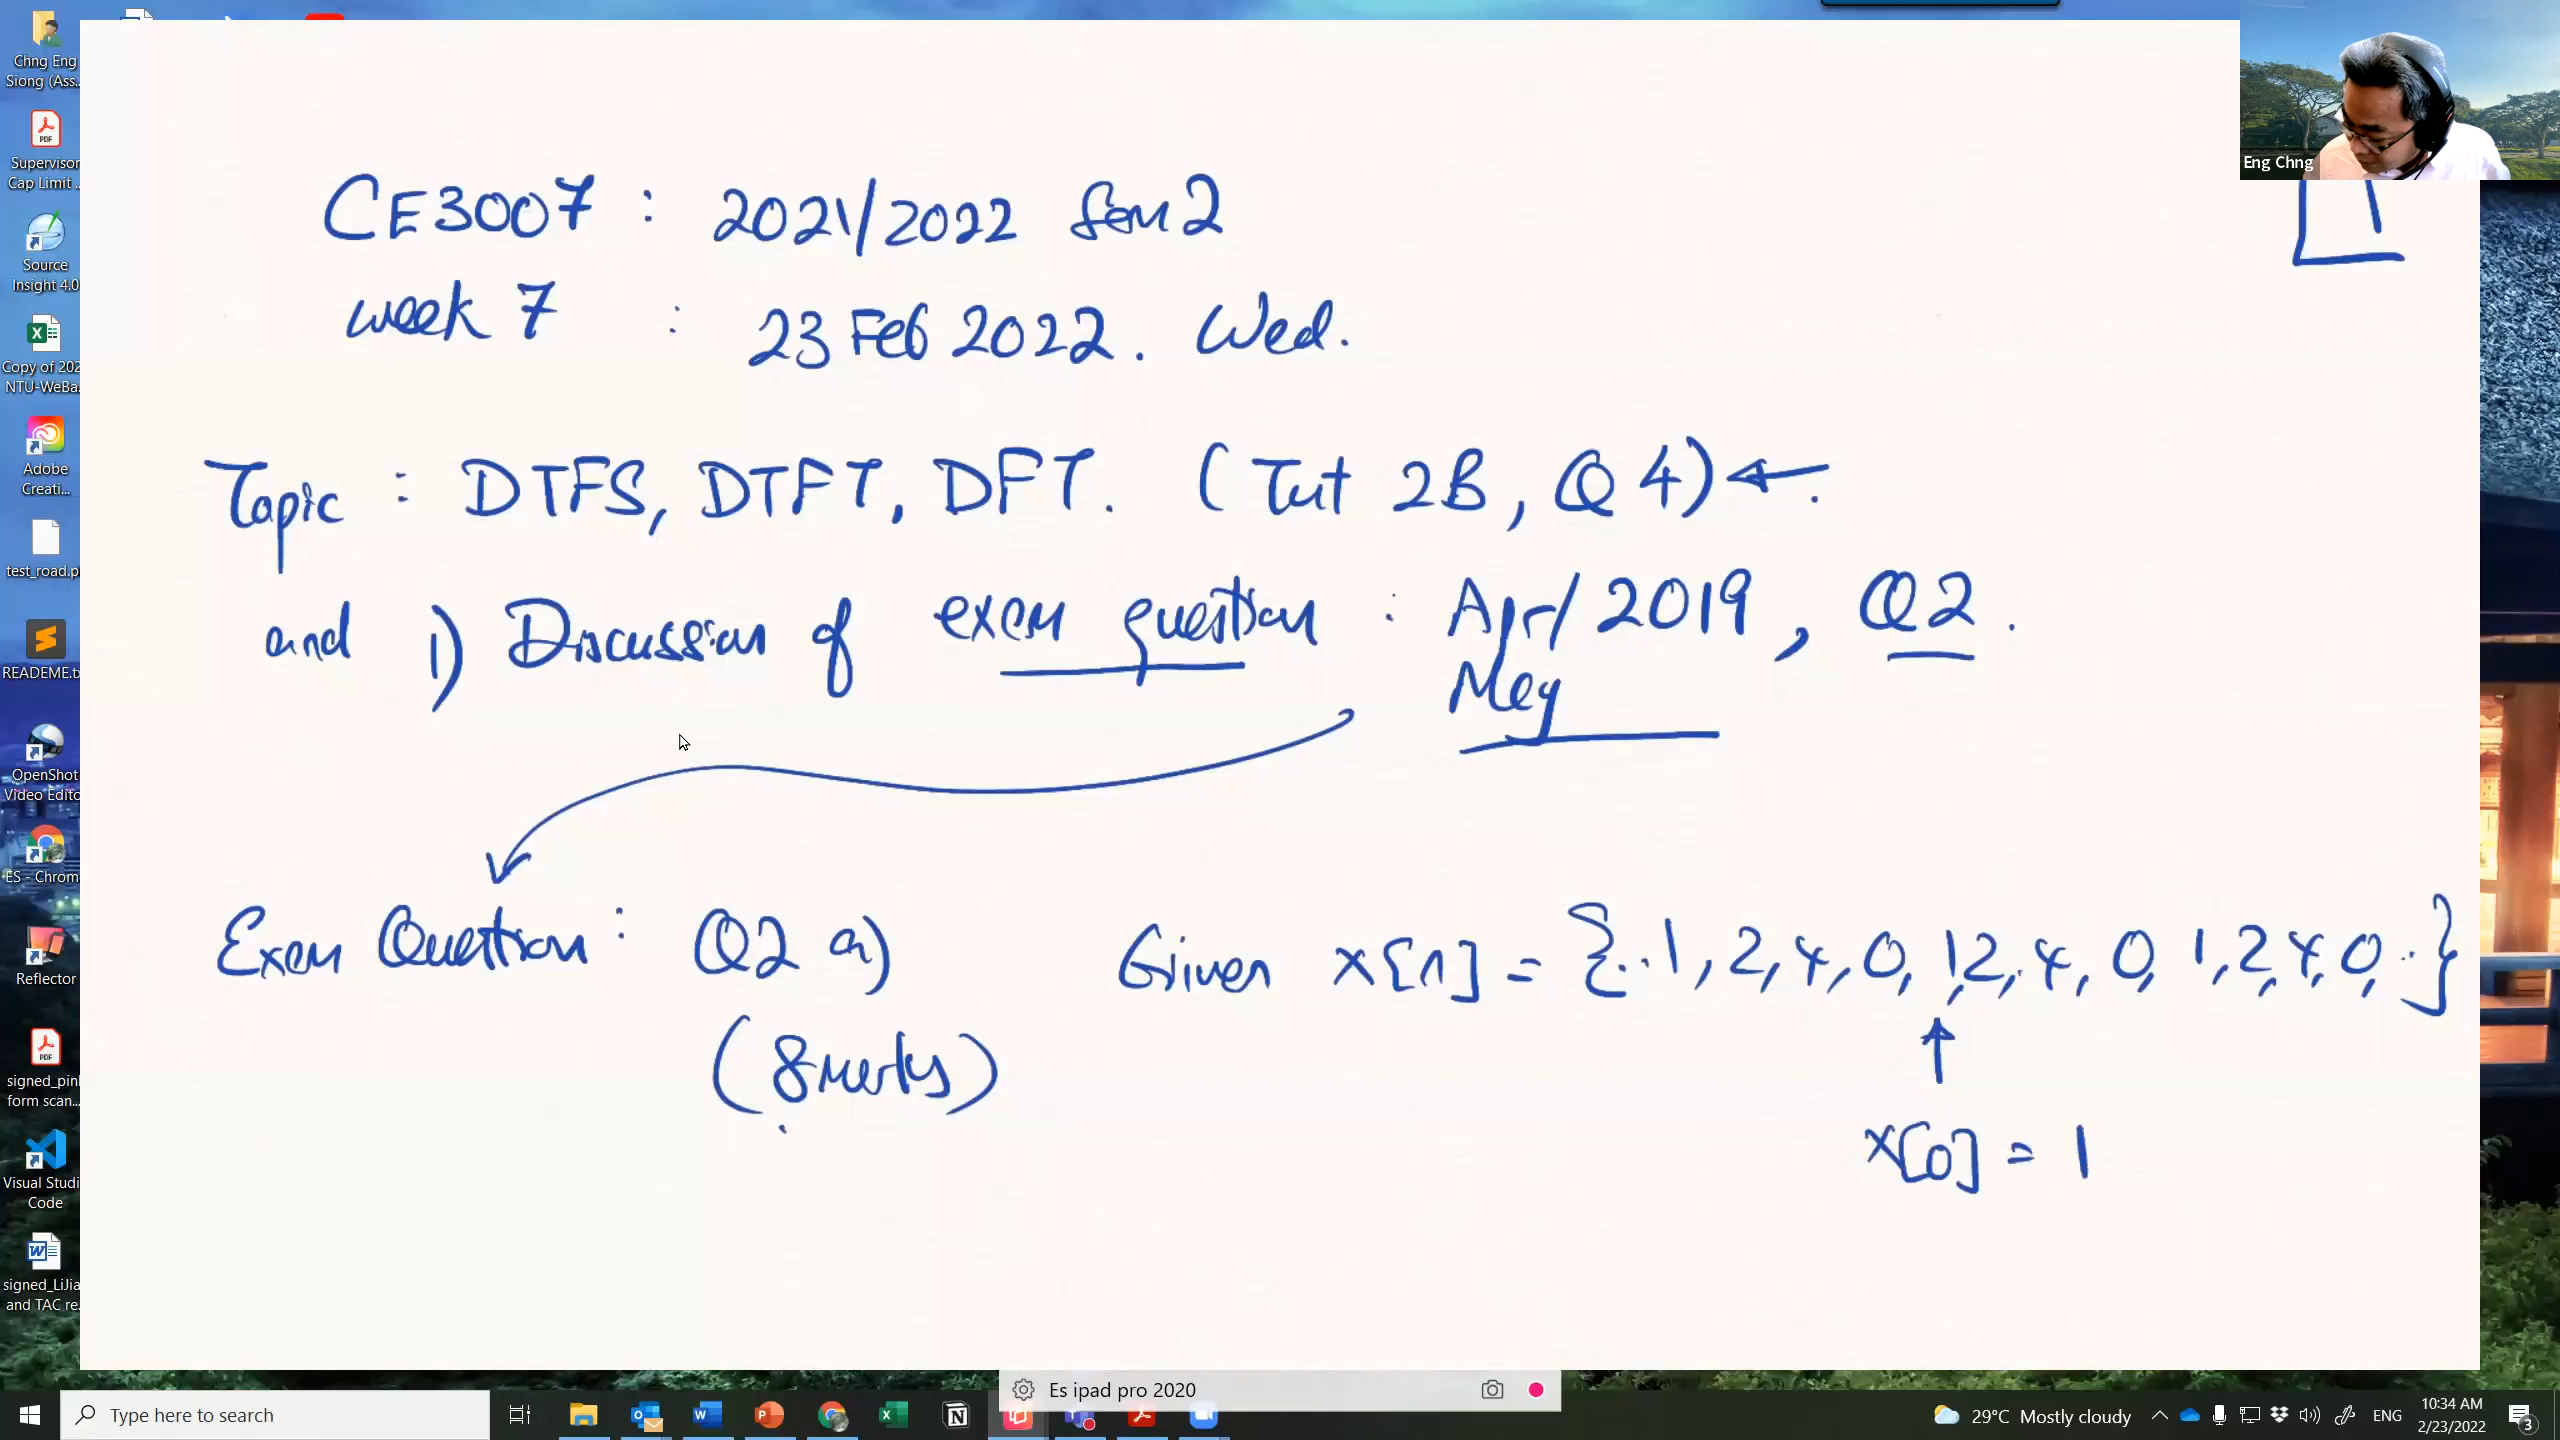 Chng Eng
Siong (Ass...
Supervisor
Cap Limit ...
Source
Insight 4.0
Copy of 202
NTU-WeBa...
Adobe
Creati...
test_road.p
READEME.tx
OpenShot
Video Edito
ES - Chrom
Reflector
signed_pink
form scan...
Visual Studi
Code
signed_LiJia
and TAC re...
Eng Chng
1
CE3007 : 2021/2022 Sem 2
week 7 : 23 Feb 2022. Wed.
Topic : DTFS, DTFT, DFT. (Tut 2B, Q4) ←.
and 1) Discussion of exam question : Apr/ 2019, Q2.
May
Exam Question : Q2 a) Given x[n] = {..1, 2, 4, 0, 1, 2, 4, 0, 1, 2, 4, 0, ..}
(8 marks) ↑
x[0] = 1
Es ipad pro 2020
Type here to search
29°C Mostly cloudy
ENG
10:34 AM
2/23/2022
3